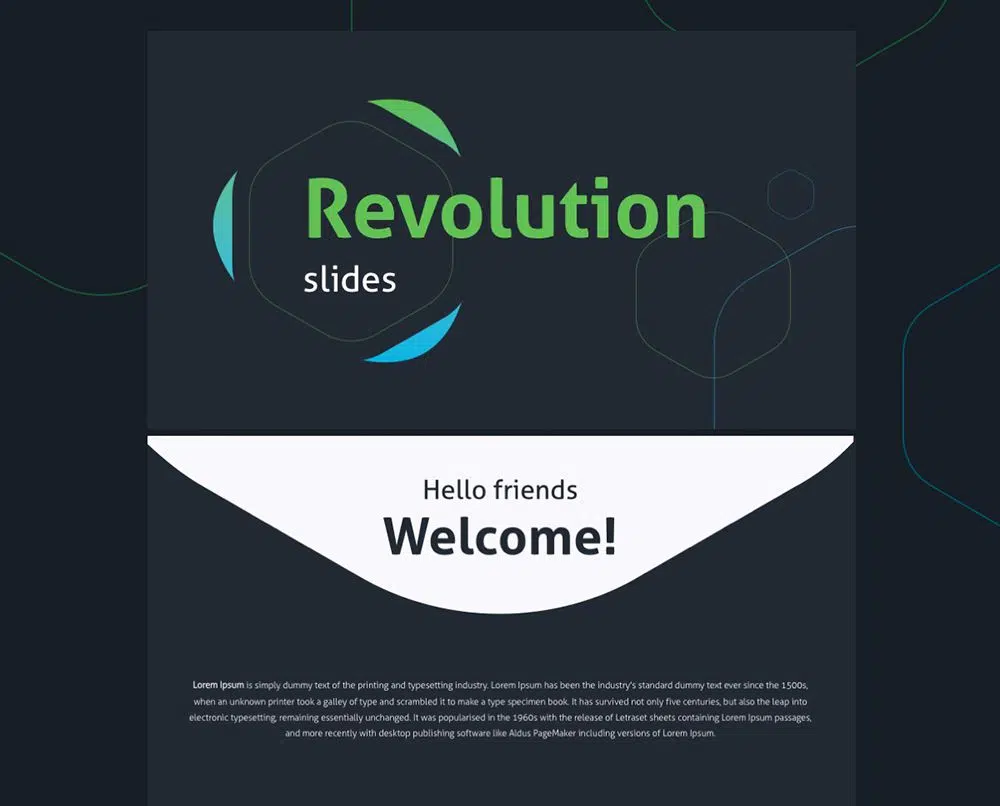 Revolution
slides
Hello friends
Welcome!
Lorem Ipsum is simply dummy text of the printing and typesetting industry. Lorem Ipsum has been the industry's standard dummy text ever since the 1500s,
when an unknown printer took a galley of type and scrambled it to make a type specimen book. It has survived not only five centuries, but also the leap into
electronic typesetting, remaining essentially unchanged. It was popularised in the 1960s with the release of Letraset sheets containing Lorem Ipsum passages,
and more recently with desktop publishing software like Aldus PageMaker including versions of Lorem Ipsum.